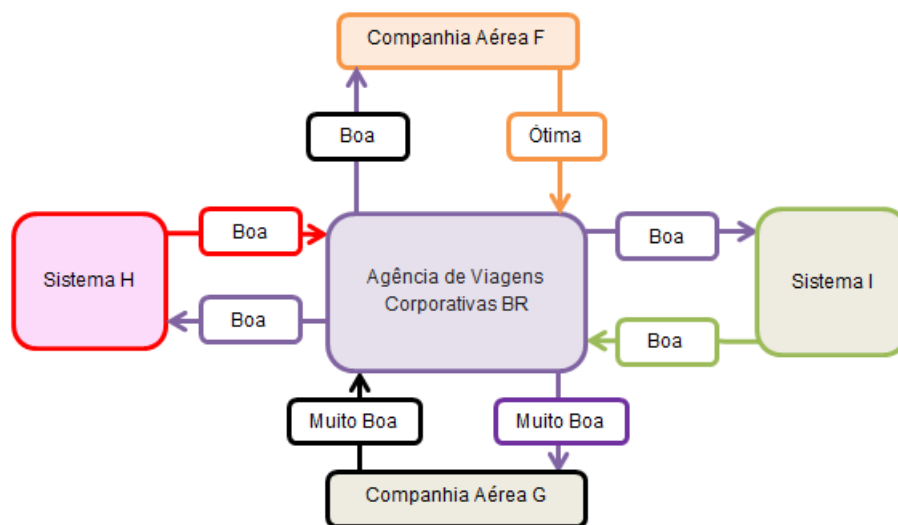 Companhia Aérea F
Boa
Ótima
Boa
Boa
Sistema H
Agência de Viagens
Corporativas BR
Sistema I
Boa
Boa
Muito Boa
Muito Boa
Companhia Aérea G